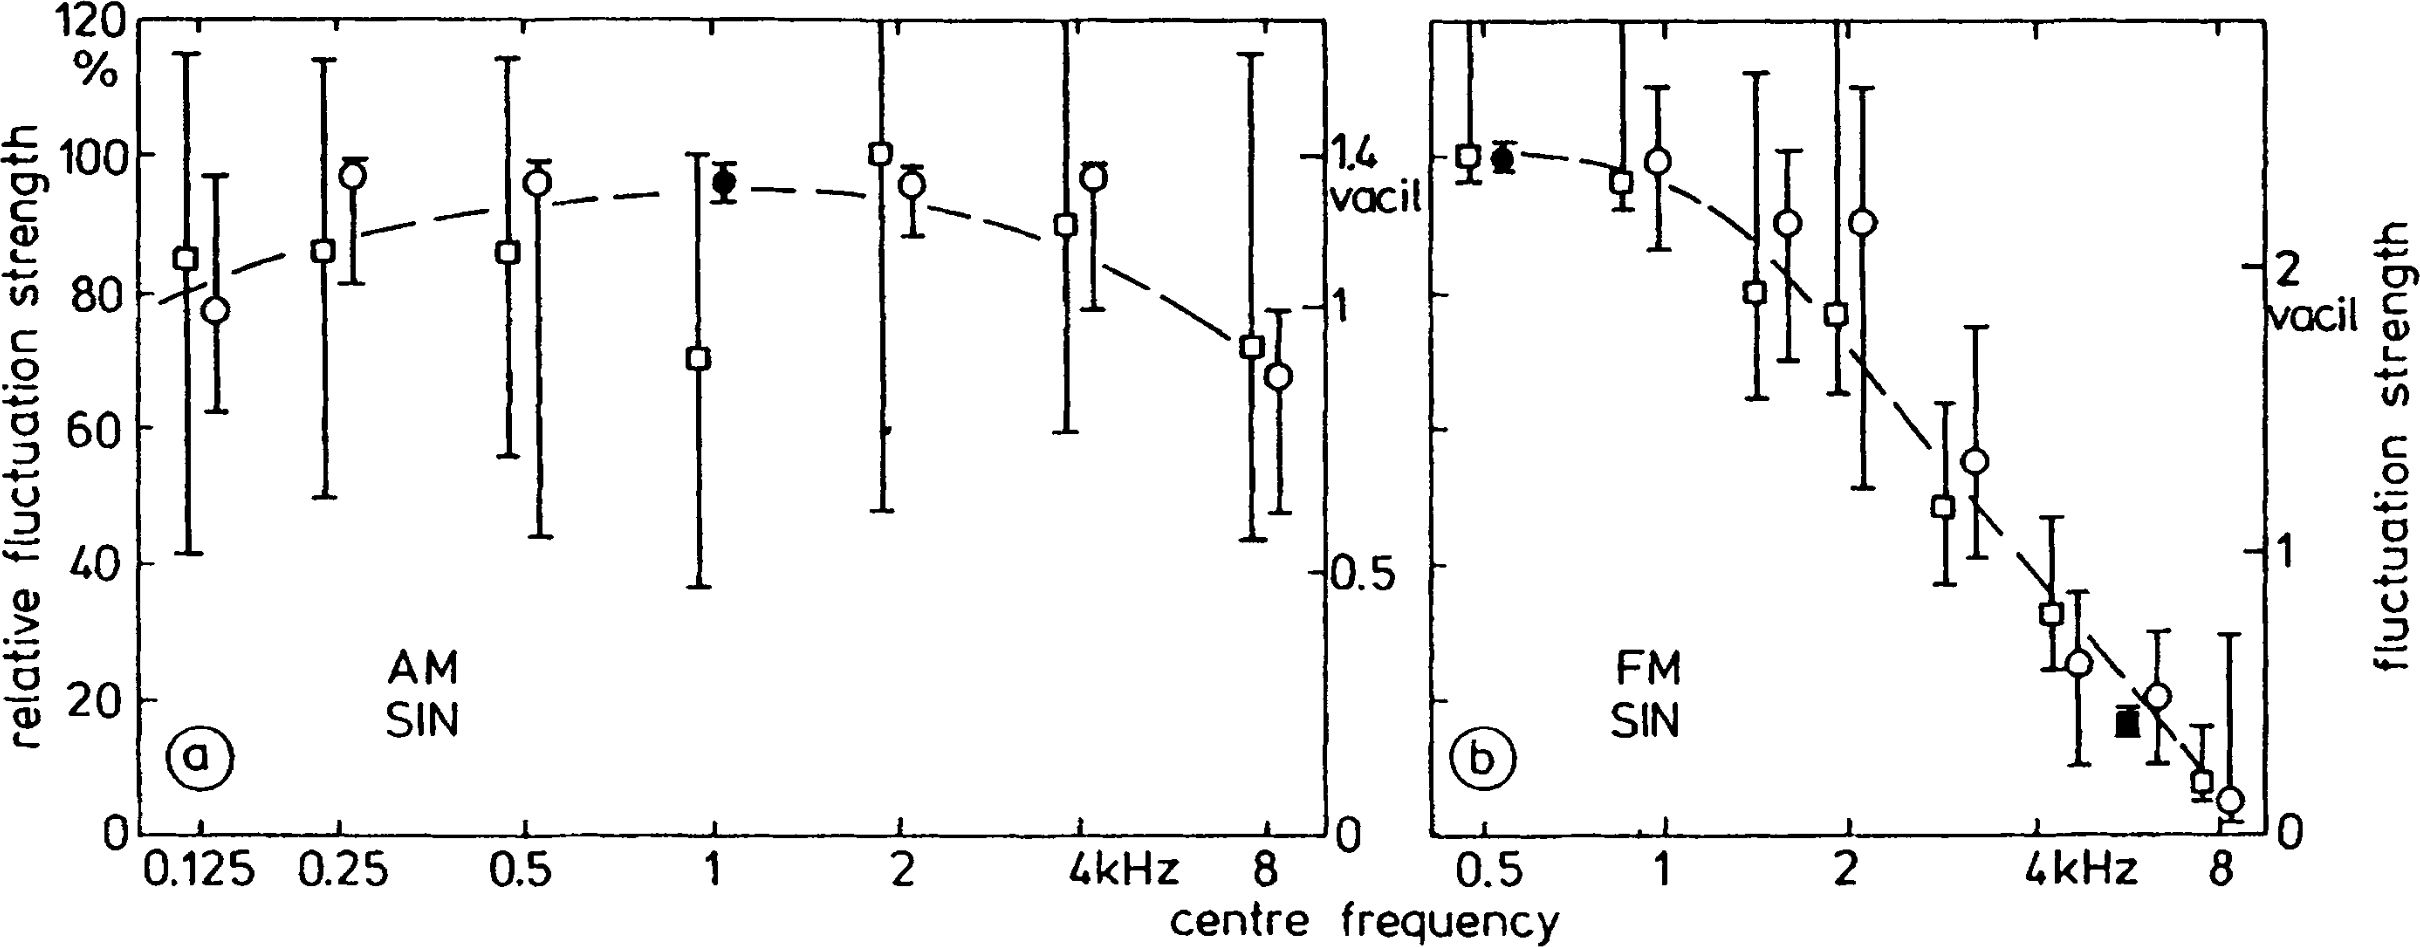 relative fluctuation strength
120
%
100
80
60
40
20
0
AM
SIN
a
0.125 0.25 0.5 1 2 4kHz 8
1.4
vacil
1
0.5
0
FM
SIN
b
0.5 1 2 4kHz 8
2
vacil
1
0
fluctuation strength
centre frequency